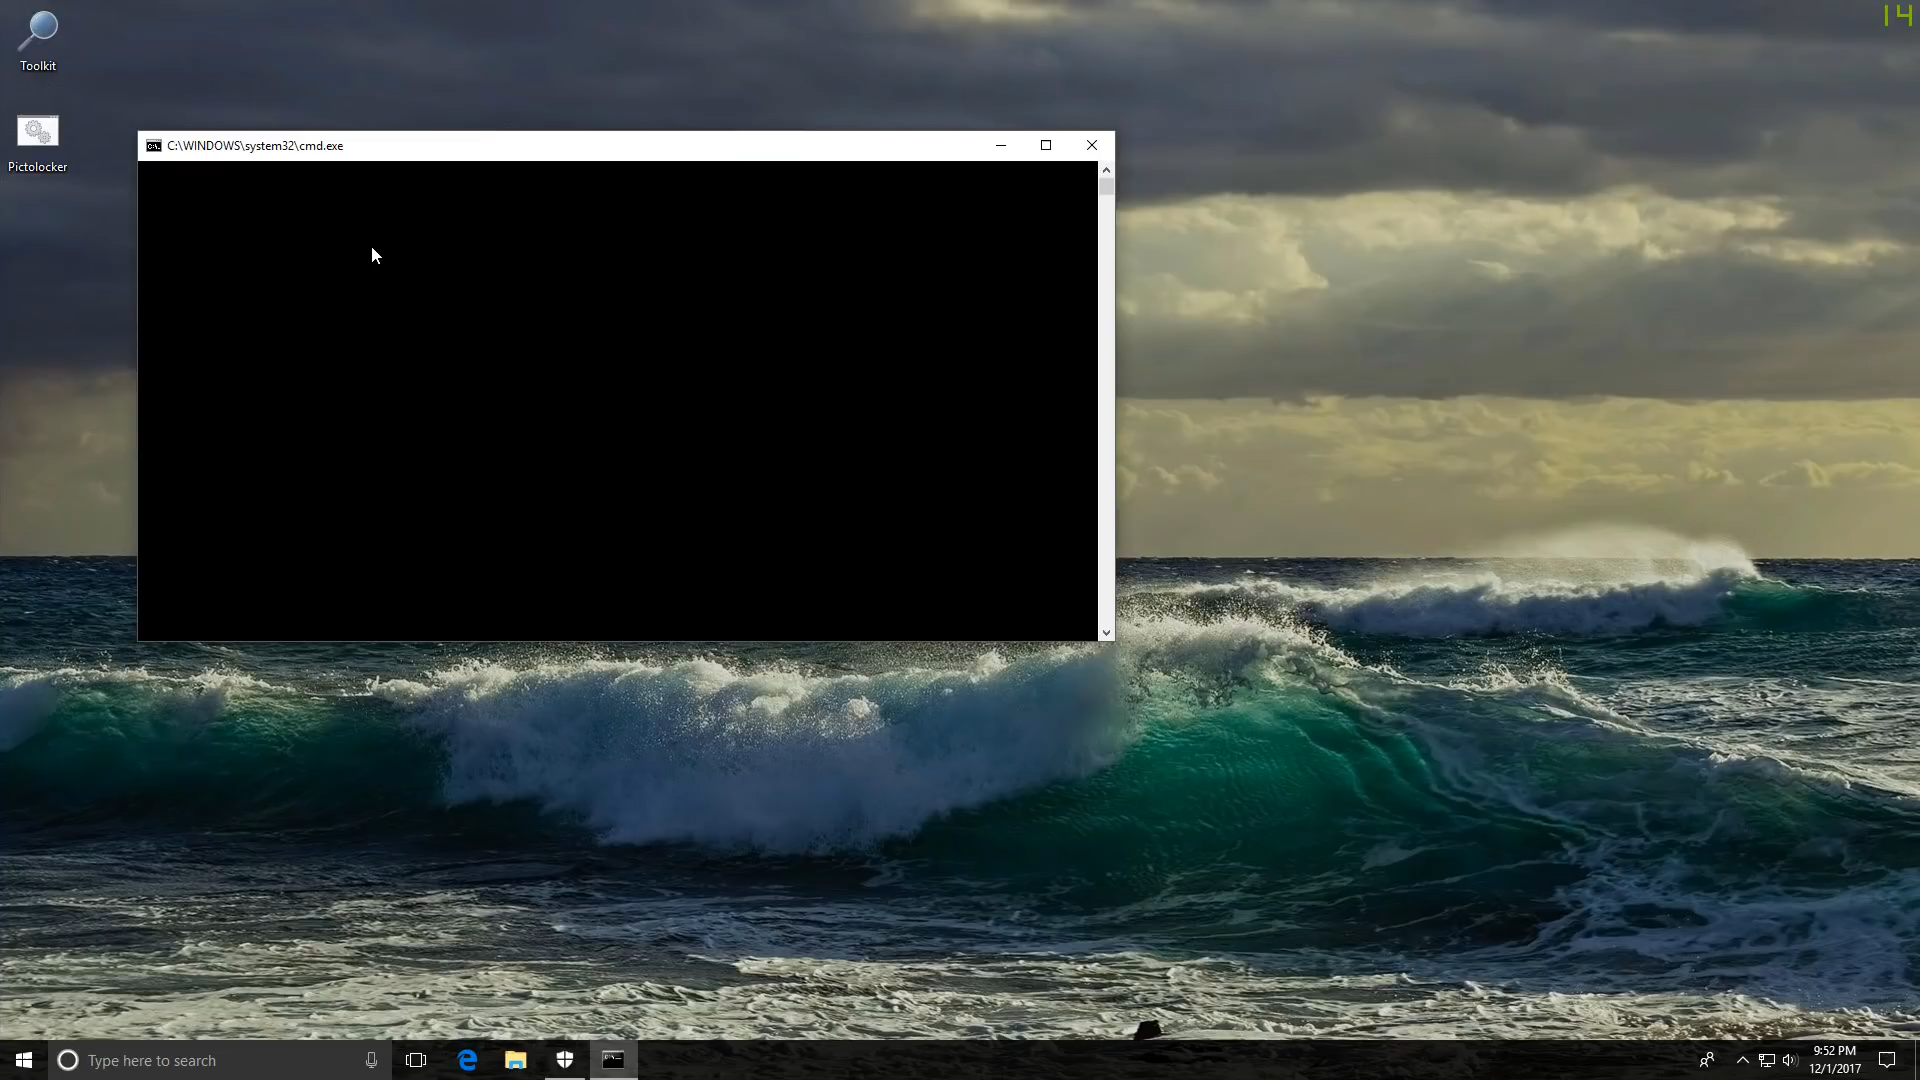 14
Toolkit
Pictolocker
C:\WINDOWS\system32\cmd.exe
Type here to search
9:52 PM
12/1/2017